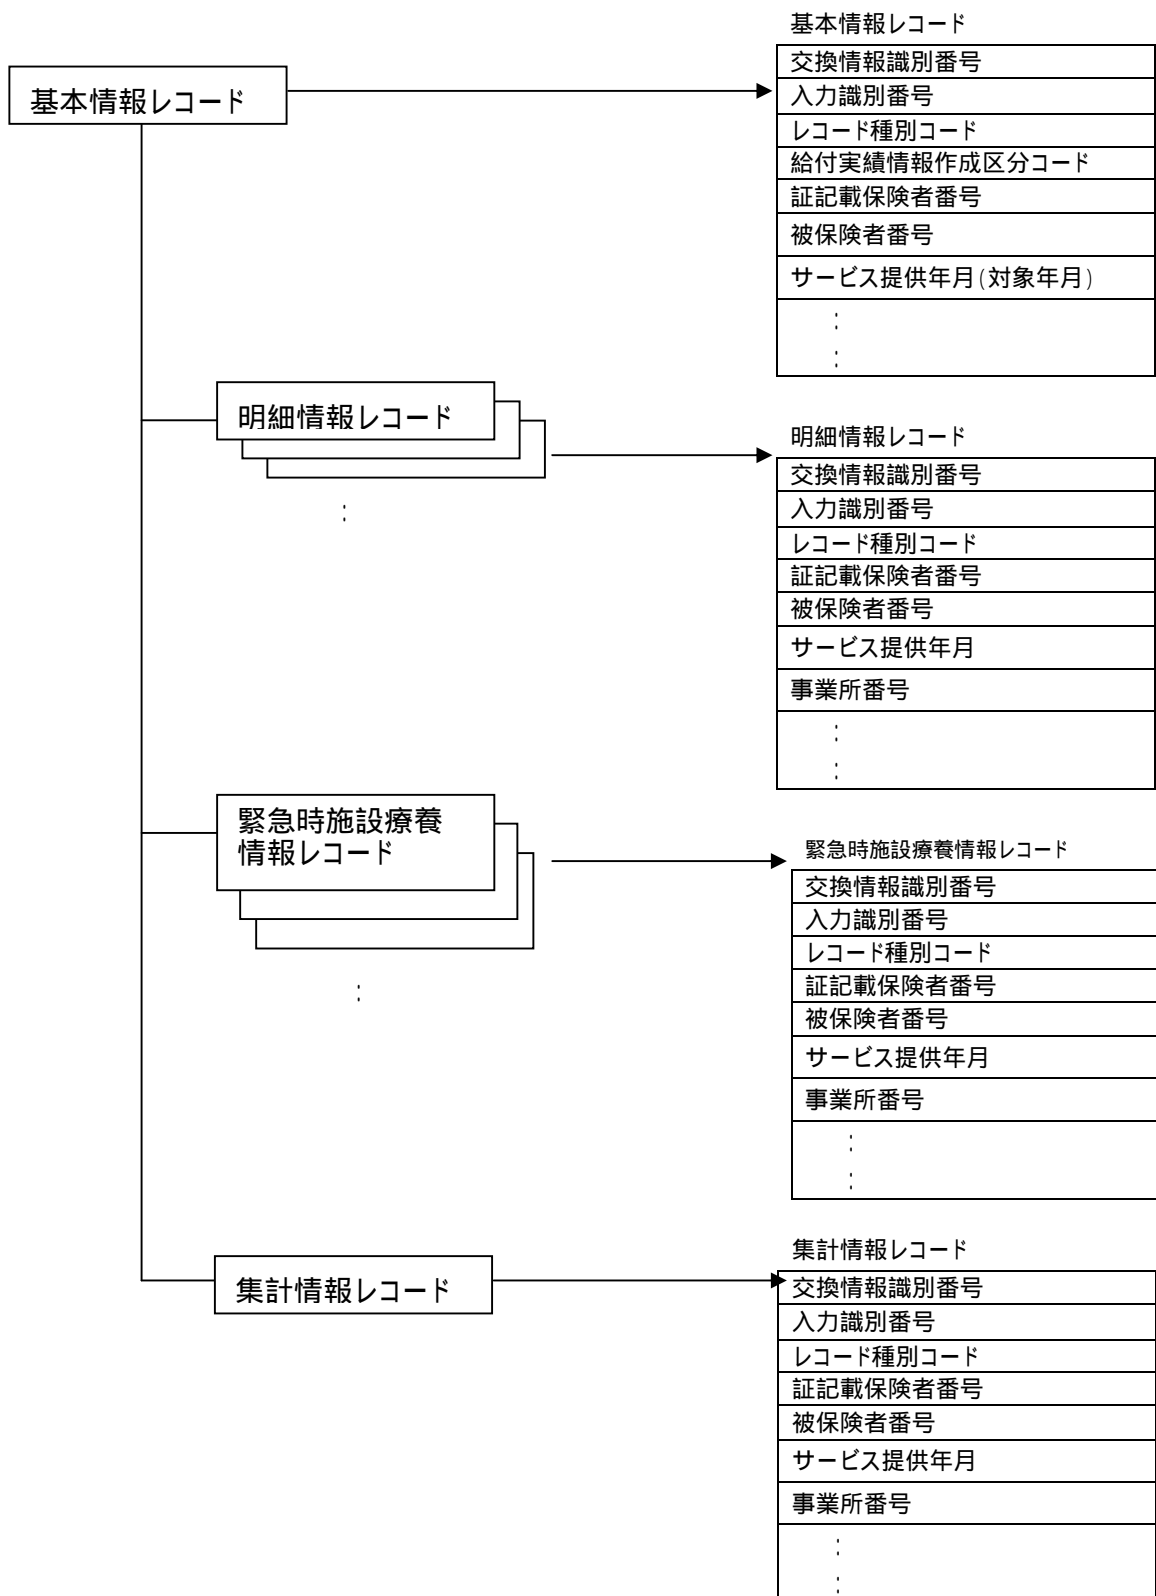 基本情報レコード
基本情報レコード
交換情報識別番号
入力識別番号
レコード種別コード
給付実績情報作成区分コード
証記載保険者番号
被保険者番号
サービス提供年月(対象年月)
:
:
明細情報レコード
:
明細情報レコード
交換情報識別番号
入力識別番号
レコード種別コード
証記載保険者番号
被保険者番号
サービス提供年月
事業所番号
:
:
緊急時施設療養
情報レコード
:
緊急時施設療養情報レコード
交換情報識別番号
入力識別番号
レコード種別コード
証記載保険者番号
被保険者番号
サービス提供年月
事業所番号
:
:
集計情報レコード
集計情報レコード
交換情報識別番号
入力識別番号
レコード種別コード
証記載保険者番号
被保険者番号
サービス提供年月
事業所番号
:
: